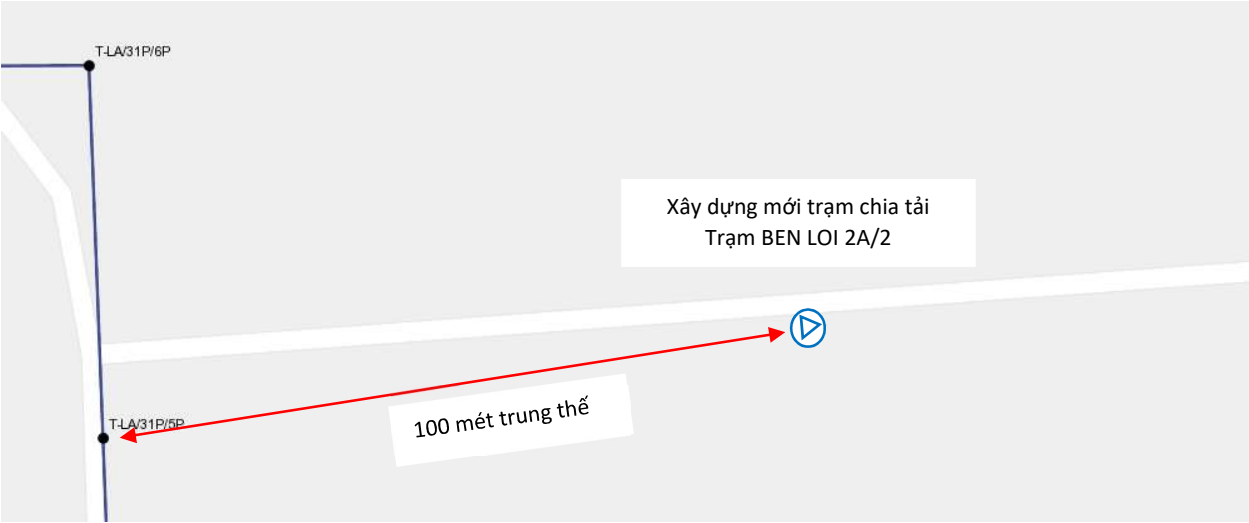 T-LA/31P/6P
Xây dựng mới trạm chia tải
Trạm BEN LOI 2A/2
100 mét trung thế
T-LA/31P/5P